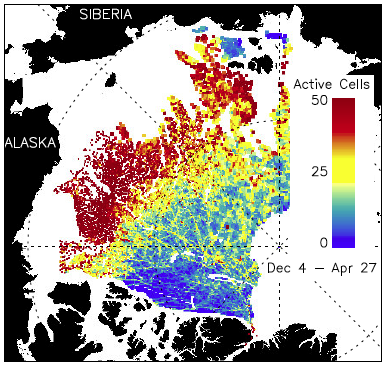 SIBERIA
Active Cells
50
ALASKA
25
0
Dec 4 – Apr 27